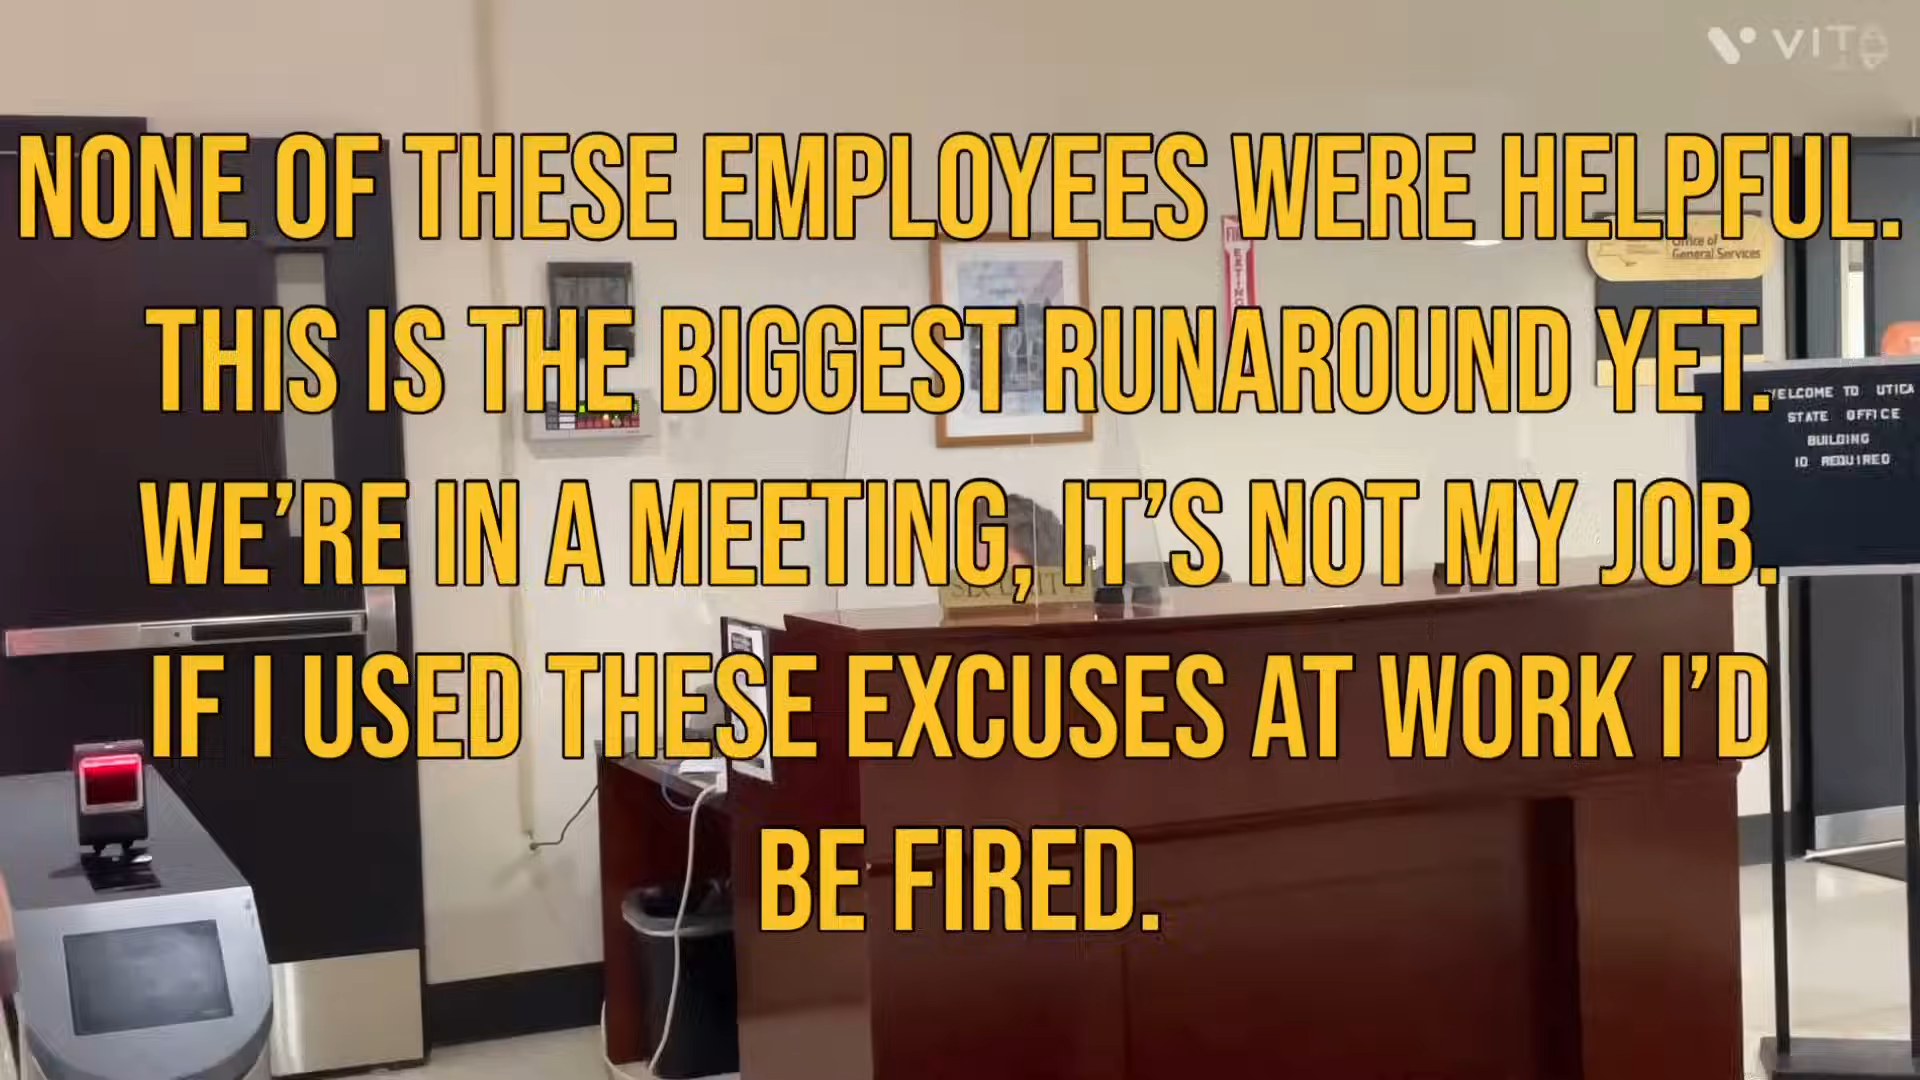 VITA
NONE OF THESE EMPLOYEES WERE HELPFUL.
THIS IS THE BIGGEST RUNAROUND YET.
WE’RE IN A MEETING, IT’S NOT MY JOB.
IF I USED THESE EXCUSES AT WORK I’D
BE FIRED.
Office of
General Services
WELCOME TO UTICA
STATE OFFICE
BUILDING
ID REQUIRED